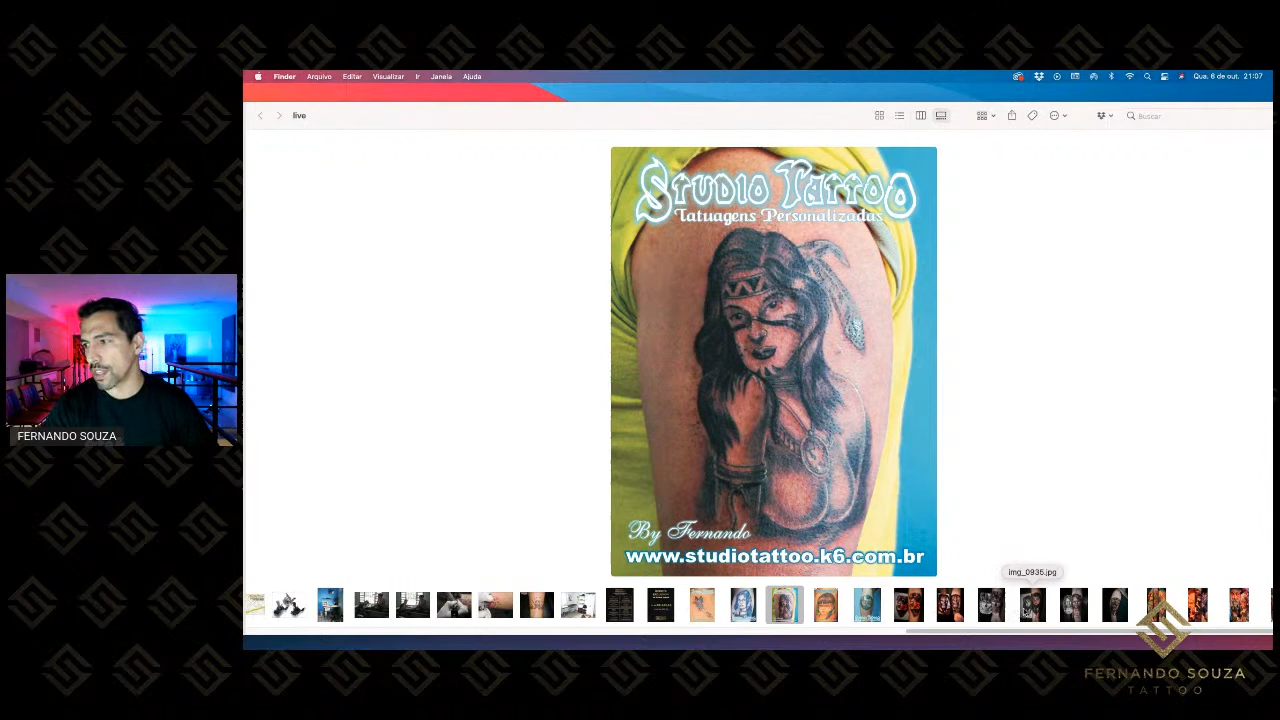 Finder Arquivo Editar Visualizar Ir Janela Ajuda
Qua. 6 de out. 21:07
live
Buscar
Studio Tattoo
Tatuagens Personalizadas
By Fernando
www.studiotattoo.k6.com.br
FERNANDO SOUZA
img_0935.jpg
FERNANDO SOUZA
TATTOO